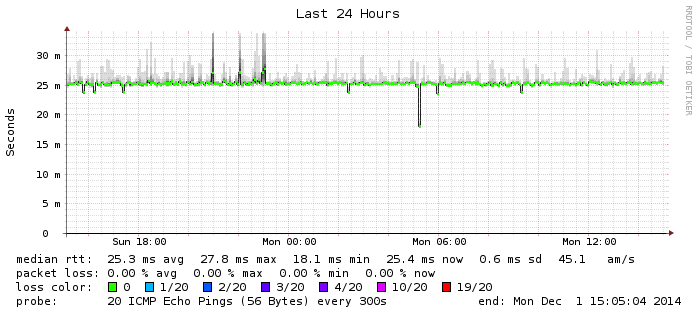 Last 24 Hours
RRDTOOL / TOBI OETIKER
Seconds
30 m
25 m
20 m
15 m
10 m
5 m
0
Sun 18:00 Mon 00:00 Mon 06:00 Mon 12:00
median rtt: 25.3 ms avg 27.8 ms max 18.1 ms min 25.4 ms now 0.6 ms sd 45.1 am/s
packet loss: 0.00 % avg 0.00 % max 0.00 % min 0.00 % now
loss color: 0 1/20 2/20 3/20 4/20 10/20 19/20
probe: 20 ICMP Echo Pings (56 Bytes) every 300s end: Mon Dec 1 15:05:04 2014